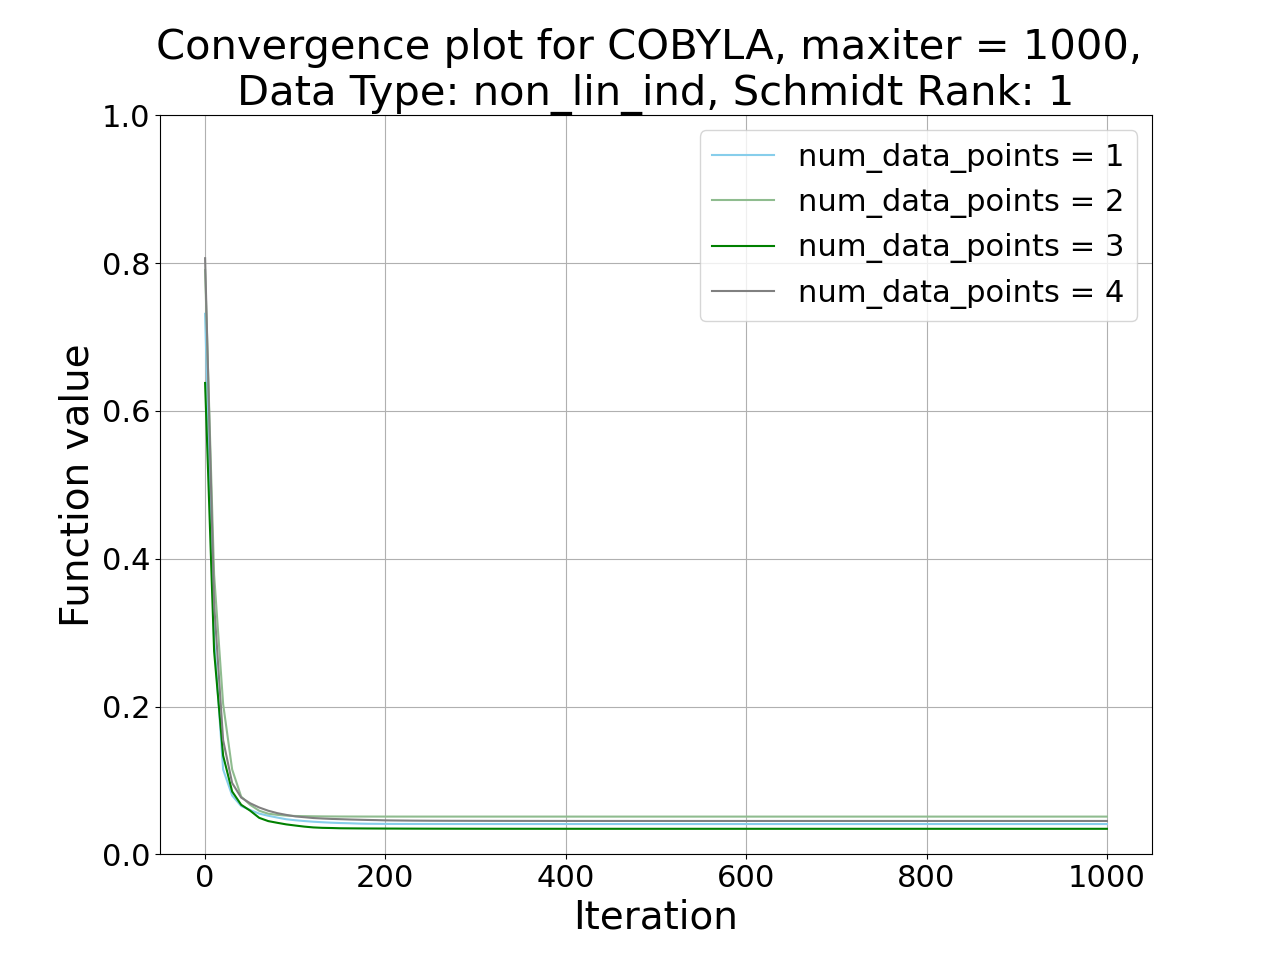 Convergence plot for COBYLA, maxiter = 1000,
Data Type: non_lin_ind, Schmidt Rank: 1
1.0
0.8
0.6
0.4
0.2
0.0
Function value
num_data_points = 1
num_data_points = 2
num_data_points = 3
num_data_points = 4
0 200 400 600 800 1000
Iteration